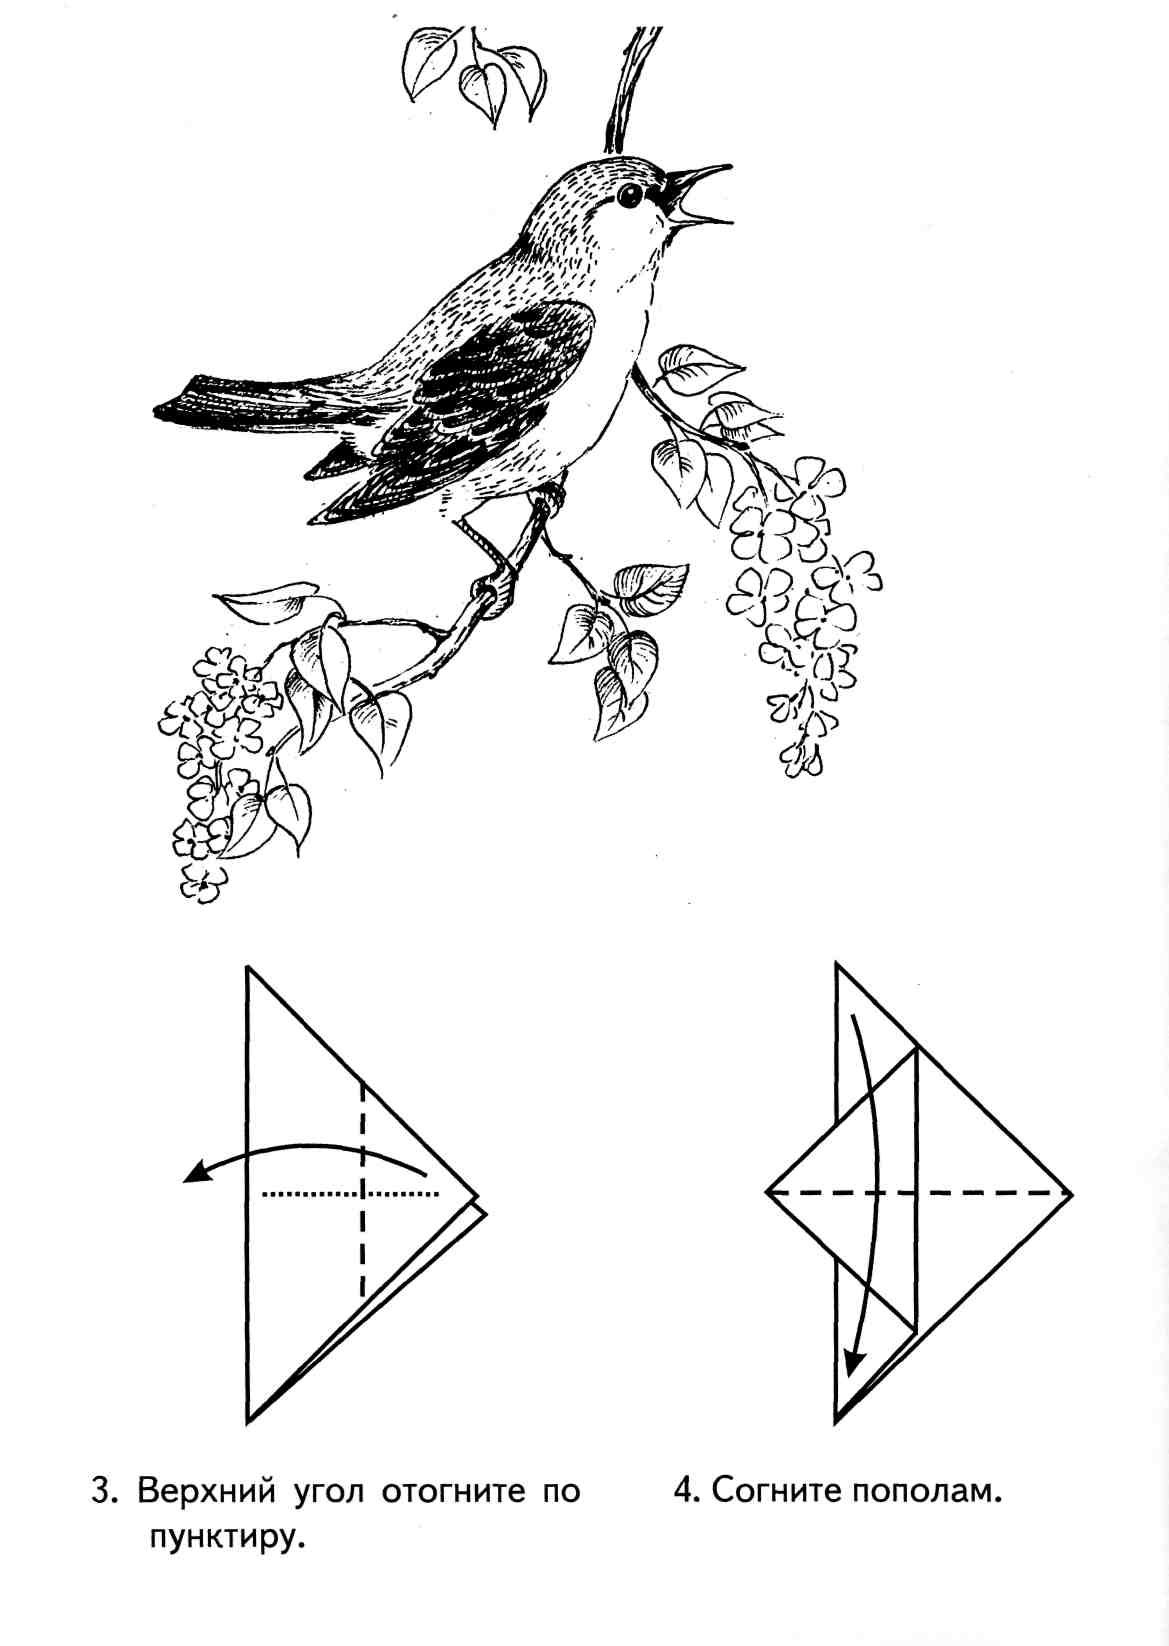 3. Верхний угол отогните по
пунктиру.
4. Согните пополам.